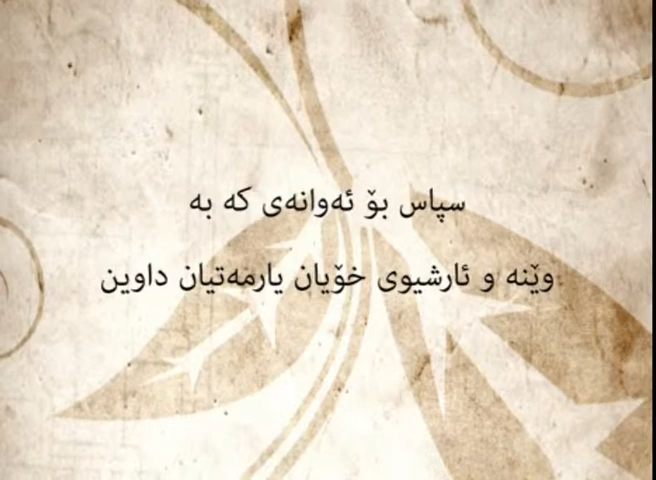 سپاس بۆ ئەوانەی کە بە
وێنە و ئارشیوی خۆیان یارمەتیان داوین